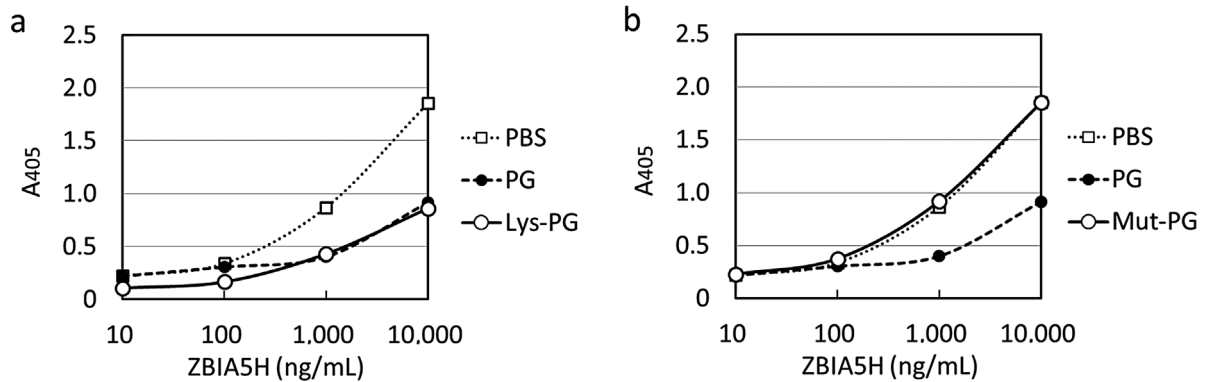 a
2.5
2.0
1.5
1.0
0.5
0
A405
10 100 1,000 10,000
ZBIA5H (ng/mL)
PBS
PG
Lys-PG
b
2.5
2.0
1.5
1.0
0.5
0
A405
10 100 1,000 10,000
ZBIA5H (ng/mL)
PBS
PG
Mut-PG